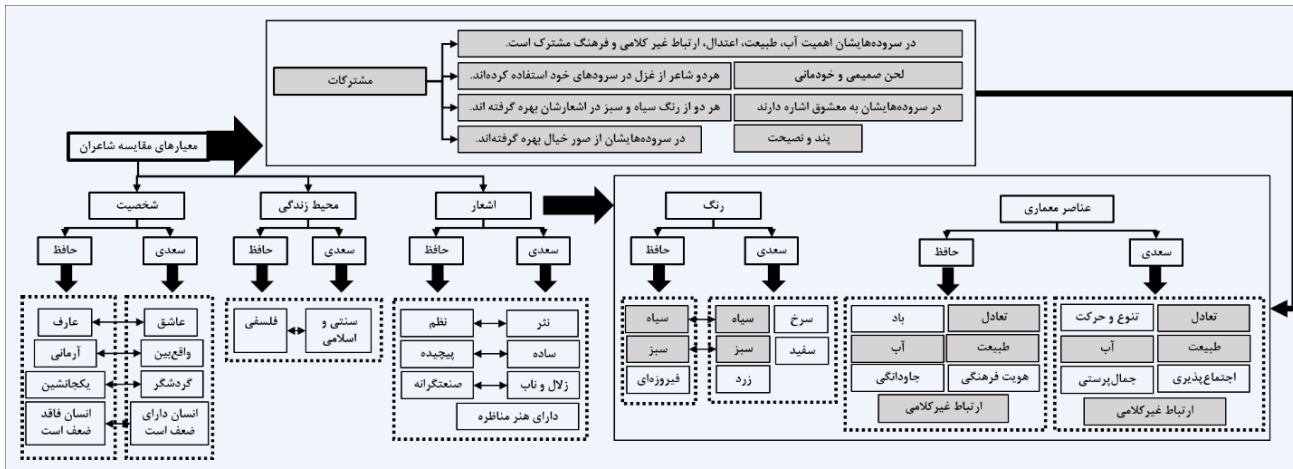 در سروده‌هایشان اهمیت آب، طبیعت، اعتدال، ارتباط غیر کلامی و فرهنگ مشترک است.
مشترکات
لحن صمیمی و خودمانی
هردو شاعر از غزل در سرودهای خود استفاده کرده‌اند.
در سروده‌هایشان به معشوق اشاره دارند
هر دو از رنگ سیاه و سبز در اشعارشان بهره گرفته اند.
پند و نصیحت
در سروده‌هایشان از صور خیال بهره گرفته‌اند.
معیارهای مقایسه شاعران
عناصر معماری
رنگ
اشعار
محیط زندگی
شخصیت
سعدی
حافظ
سعدی
حافظ
سعدی
حافظ
سعدی
حافظ
سعدی
حافظ
تعادل
تنوع و حرکت
طبیعت
آب
اجتماع‌پذیری
جمال‌پرستی
ارتباط غیرکلامی
تعادل
باد
طبیعت
آب
هویت فرهنگی
جاودانگی
ارتباط غیرکلامی
سرخ
سیاه
سفید
سبز
زرد
سیاه
سبز
فیروزه‌ای
نثر
نظم
ساده
پیچیده
زلال و ناب
صنعتگرانه
دارای هنر مناظره
سنتی و
اسلامی
فلسفی
عاشق
عارف
واقع‌بین
آرمانی
گردشگر
یکجانشین
انسان دارای
ضعف است
انسان فاقد
ضعف است